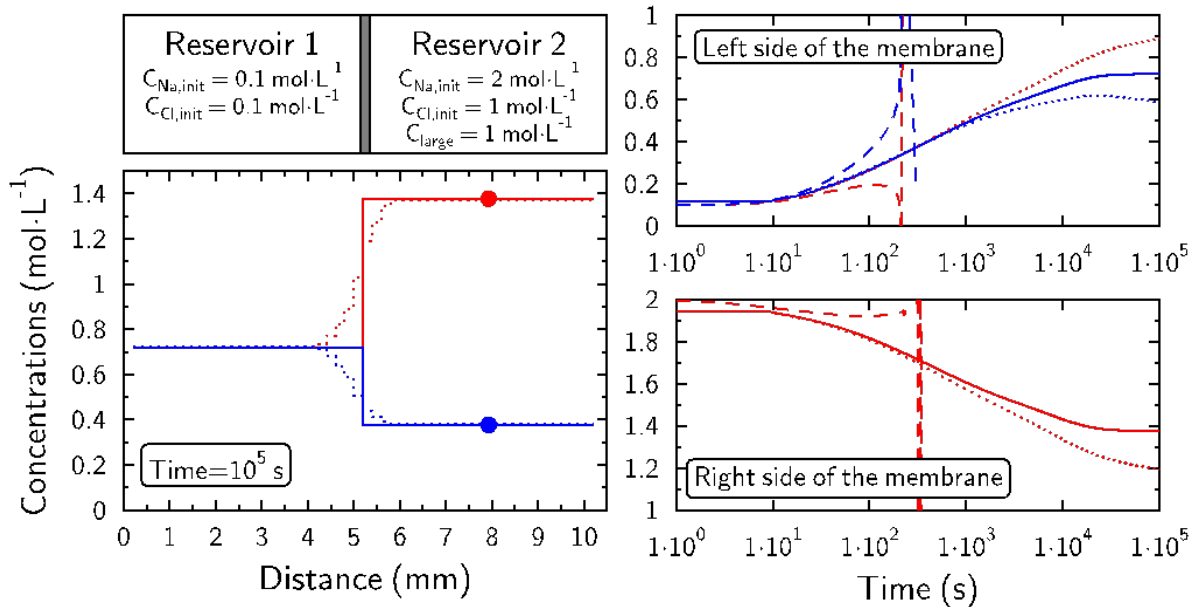 Reservoir 1
C_Na,init = 0.1 mol·L^-1
C_Cl,init = 0.1 mol·L^-1
Reservoir 2
C_Na,init = 2 mol·L^-1
C_Cl,init = 1 mol·L^-1
C_large = 1 mol·L^-1
Concentrations (mol·L^-1)
1.4
1.2
1
0.8
0.6
0.4
0.2
0
Time=10^5 s
0 1 2 3 4 5 6 7 8 9 10
Distance (mm)
Left side of the membrane
1
0.8
0.6
0.4
0.2
0
1·10^0 1·10^1 1·10^2 1·10^3 1·10^4 1·10^5
2
1.8
1.6
1.4
1.2
1
Right side of the membrane
1·10^0 1·10^1 1·10^2 1·10^3 1·10^4 1·10^5
Time (s)